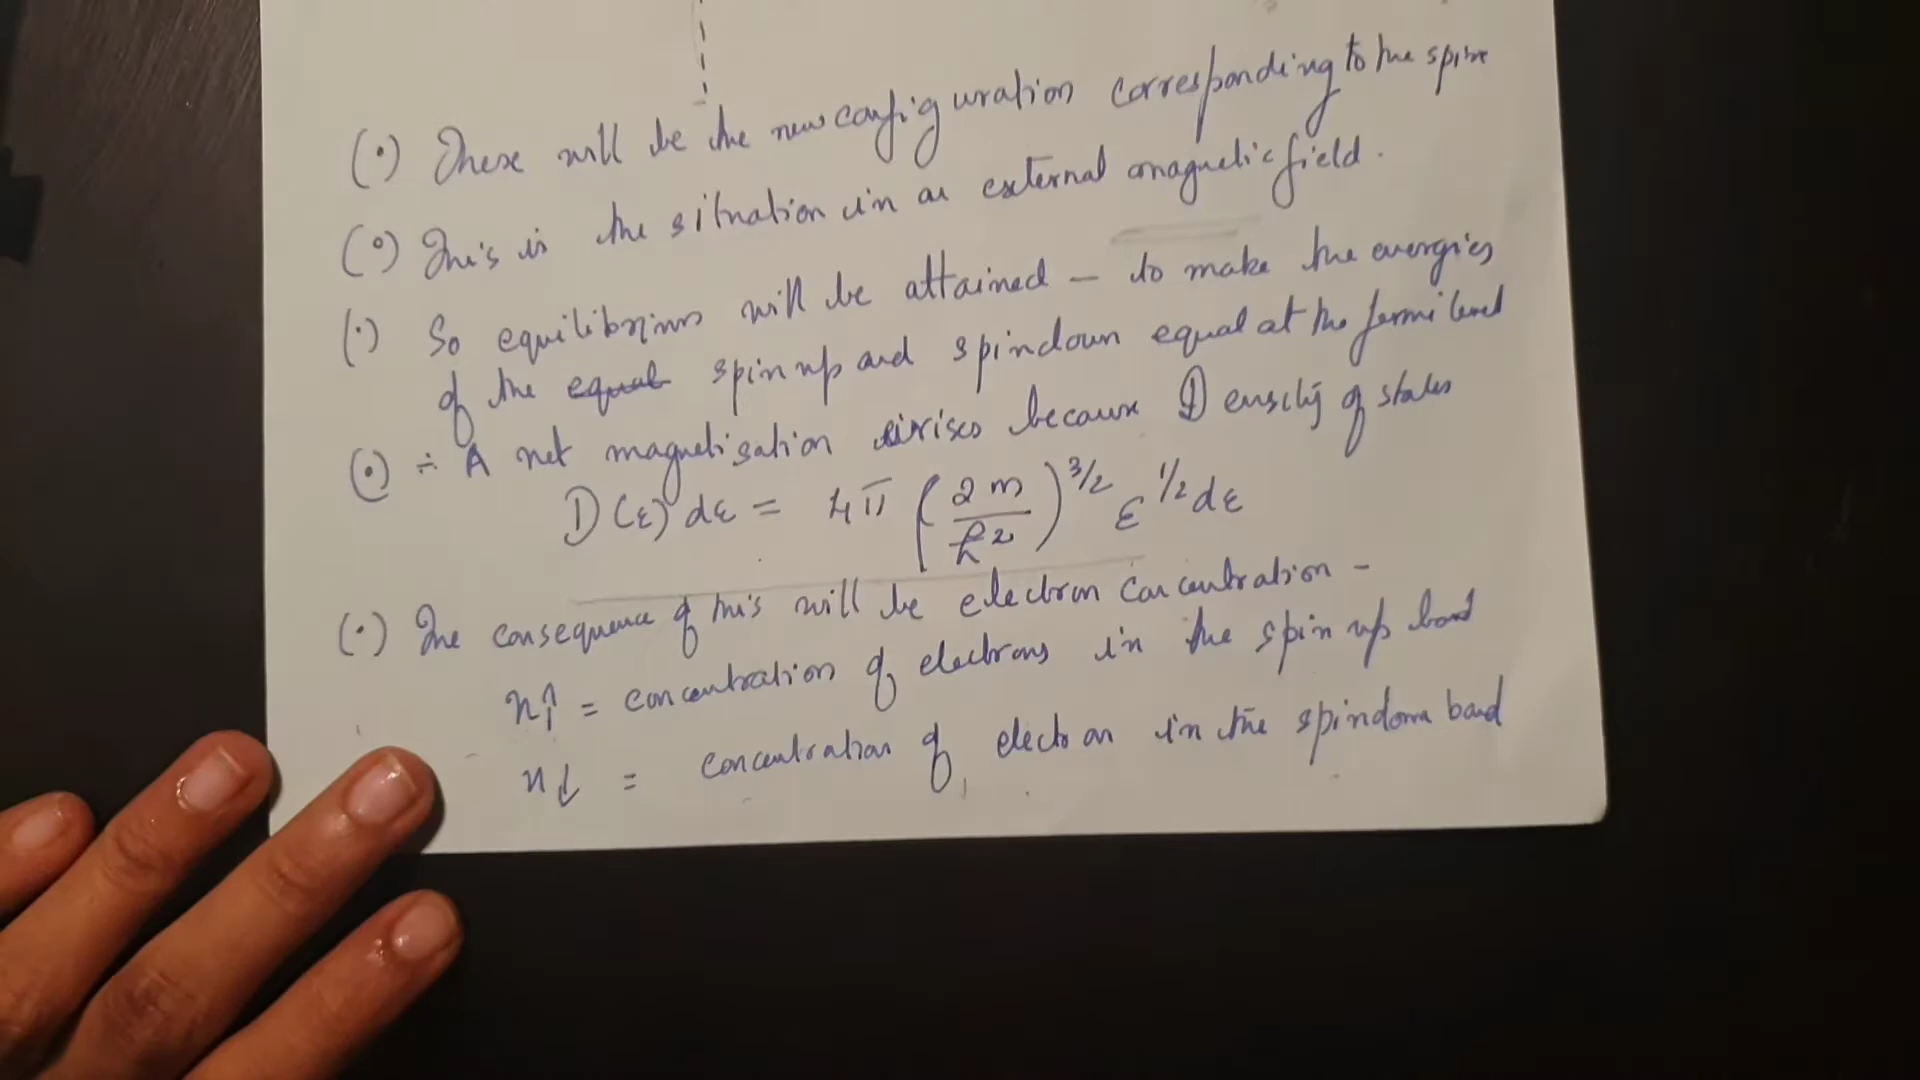 (•) These will be the new configuration corresponding to the spins
(•) This is the situation in an external magnetic field.
(•) So equilibrium will be attained – to make the energies
of the equal spin up and spin down equal at the fermi level
(•) ∴ A net magnetisation arises because Density of states
D(ε) dε = 4π (2m/h²)^3/2 ε^1/2 dε
(•) The consequence of this will be electron concentration –
n↑ = concentration of electrons in the spin up band
n↓ = concentration of electron in the spin down band